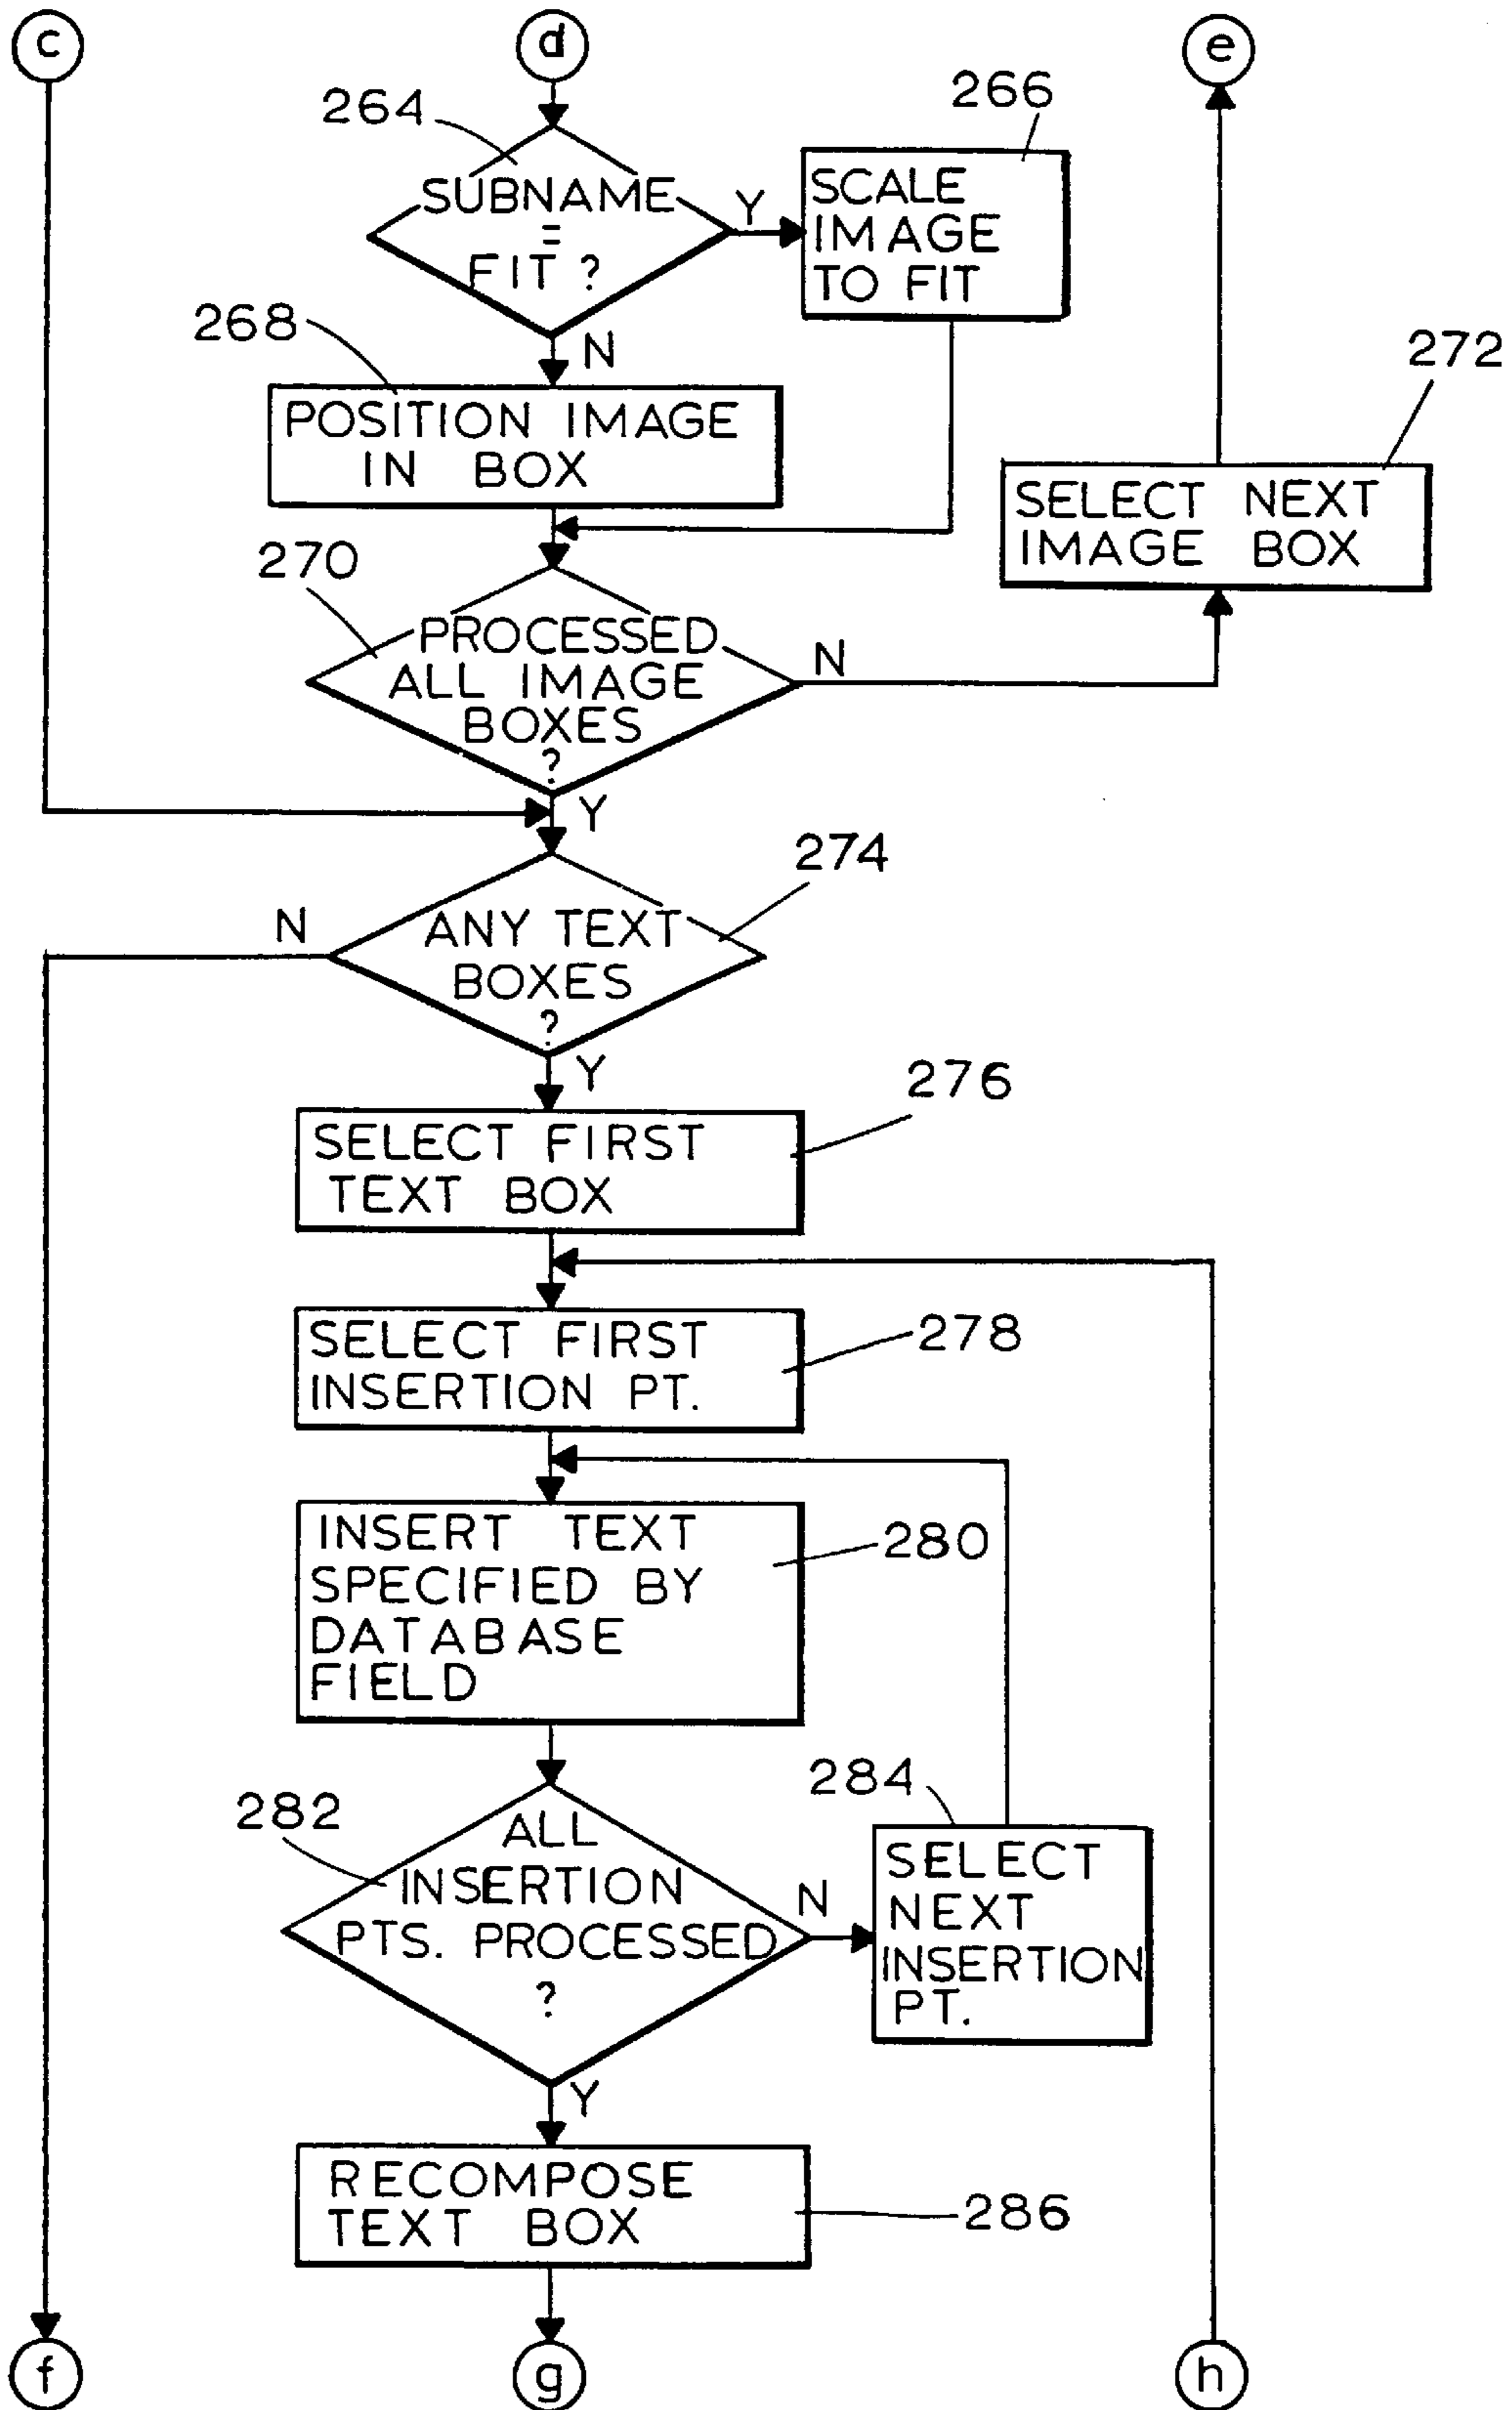 c
d
e
264
266
SUBNAME
=
FIT ?
Y
SCALE
IMAGE
TO FIT
268
N
272
POSITION IMAGE
IN BOX
SELECT NEXT
IMAGE BOX
270
PROCESSED
ALL IMAGE
BOXES
?
N
Y
274
N
ANY TEXT
BOXES
?
Y
276
SELECT FIRST
TEXT BOX
278
SELECT FIRST
INSERTION PT.
280
INSERT TEXT
SPECIFIED BY
DATABASE
FIELD
282
ALL
INSERTION
PTS. PROCESSED
?
N
284
SELECT
NEXT
INSERTION
PT.
Y
RECOMPOSE
TEXT BOX
286
f
g
h